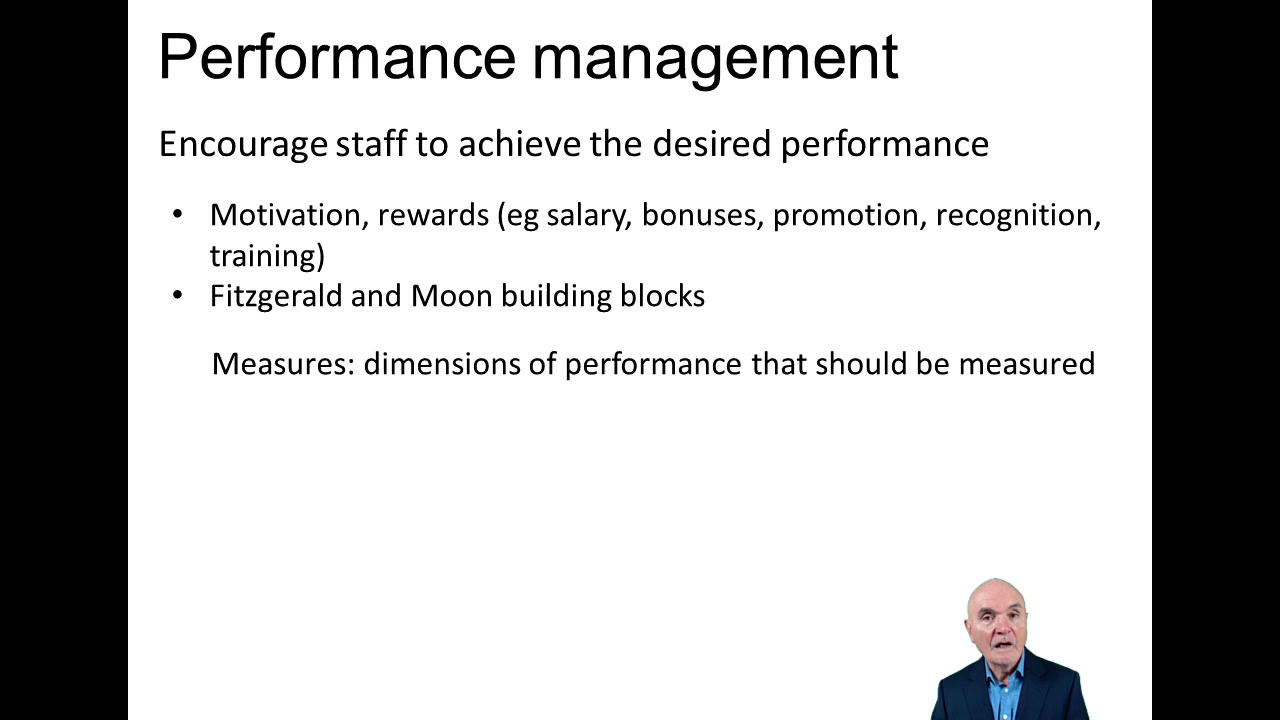 Performance management
Encourage staff to achieve the desired performance
• Motivation, rewards (eg salary, bonuses, promotion, recognition,
training)
• Fitzgerald and Moon building blocks
Measures: dimensions of performance that should be measured